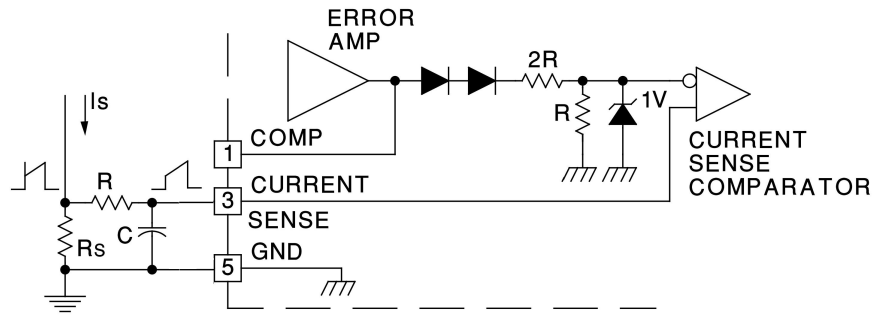 ERROR
AMP
2R
R
1V
Is
1
COMP
CURRENT
SENSE
COMPARATOR
R
3
CURRENT
SENSE
C
Rs
5
GND